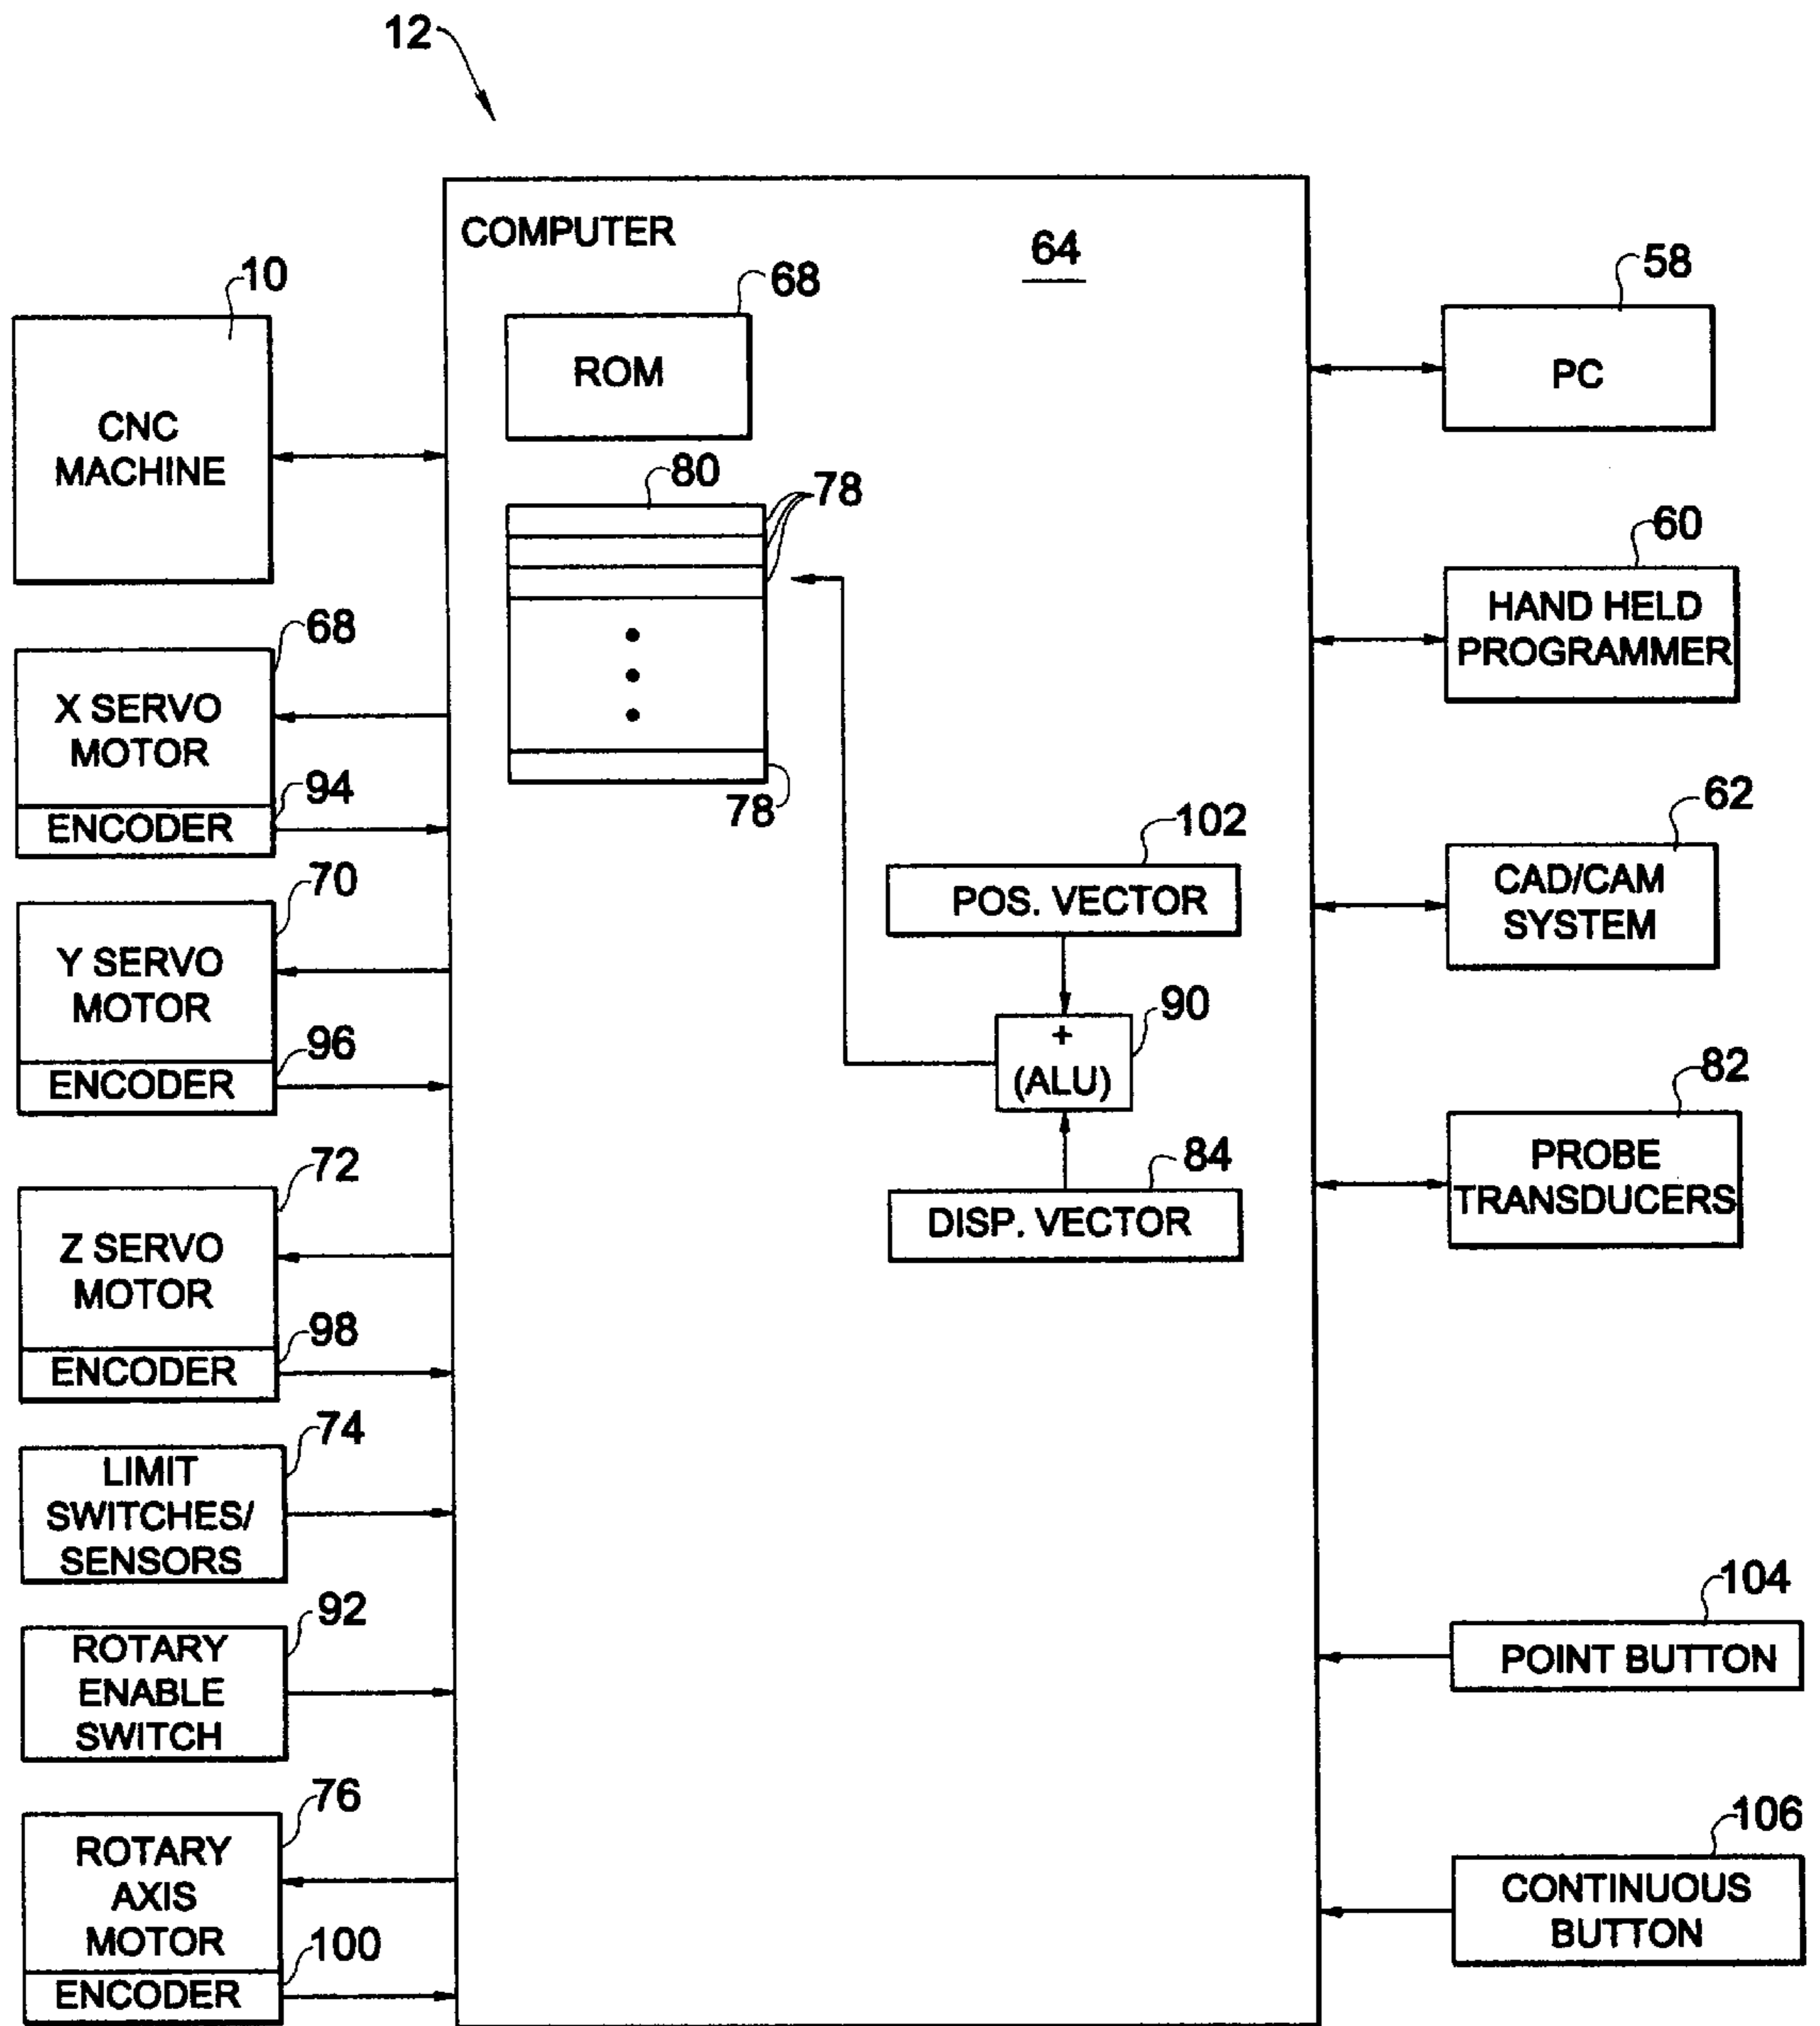 12
COMPUTER
64
10
CNC
MACHINE
68
ROM
80
78
78
68
X SERVO
MOTOR
94
ENCODER
70
Y SERVO
MOTOR
96
ENCODER
72
Z SERVO
MOTOR
98
ENCODER
74
LIMIT
SWITCHES/
SENSORS
92
ROTARY
ENABLE
SWITCH
76
ROTARY
AXIS
MOTOR
100
ENCODER
102
POS. VECTOR
90
+
(ALU)
84
DISP. VECTOR
58
PC
60
HAND HELD
PROGRAMMER
62
CAD/CAM
SYSTEM
82
PROBE
TRANSDUCERS
104
POINT BUTTON
106
CONTINUOUS
BUTTON